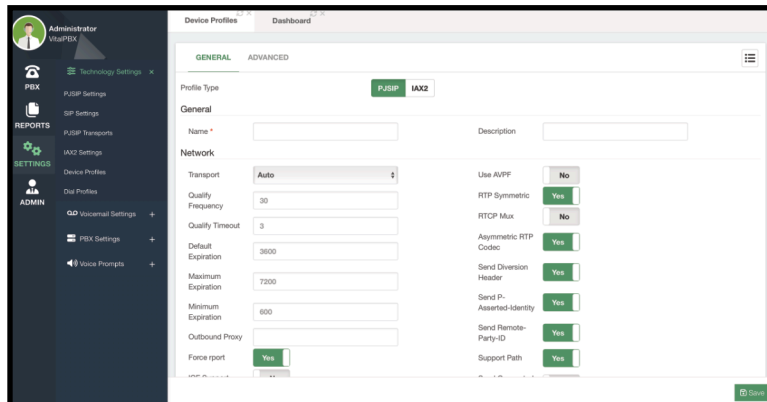 Administrator
VitalPBX
PBX
REPORTS
SETTINGS
ADMIN
Technology Settings ×
PJSIP Settings
SIP Settings
PJSIP Transports
IAX2 Settings
Device Profiles
Dial Profiles
Voicemail Settings +
PBX Settings +
Voice Prompts +
Device Profiles
Dashboard
GENERAL ADVANCED
Profile Type PJSIP IAX2
General
Name * Description
Network
Transport Auto
Qualify
Frequency 30
Qualify Timeout 3
Default
Expiration 3600
Maximum
Expiration 7200
Minimum
Expiration 600
Outbound Proxy
Force rport Yes
Use AVPF No
RTP Symmetric Yes
RTCP Mux No
Asymmetric RTP
Codec Yes
Send Diversion
Header Yes
Send P-
Asserted-Identity Yes
Send Remote-
Party-ID Yes
Support Path Yes
Save